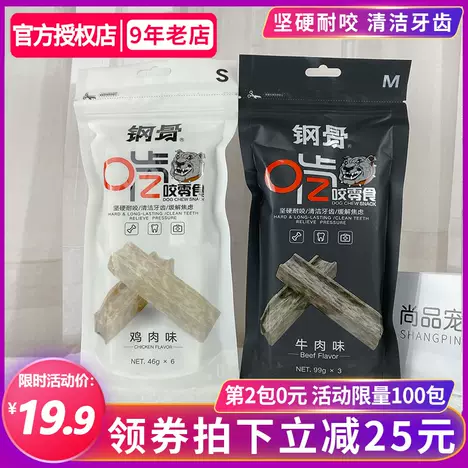 坚硬耐咬 清洁牙齿
官方授权店
9年老店
S
钢骨
啃
咬零食
DOG CHEW SNACK
坚硬耐咬/清洁牙齿/缓解焦虑
HARD & LONG-LASTING /CLEAN TEETH
RELIEVE PRESSURE
鸡肉味
CHICKEN FLAVOR
NET. 46g × 6
M
钢骨
啃
咬零食
DOG CHEW SNACK
坚硬耐咬/清洁牙齿/缓解焦虑
HARD & LONG-LASTING /CLEAN TEETH
RELIEVE PRESSURE
牛肉味
Beef Flavor
NET. 99g × 3
尚品宠
SHANGPIN
限时活动价:
¥19.9
第2包0元 活动限量100包
领券拍下立减25元